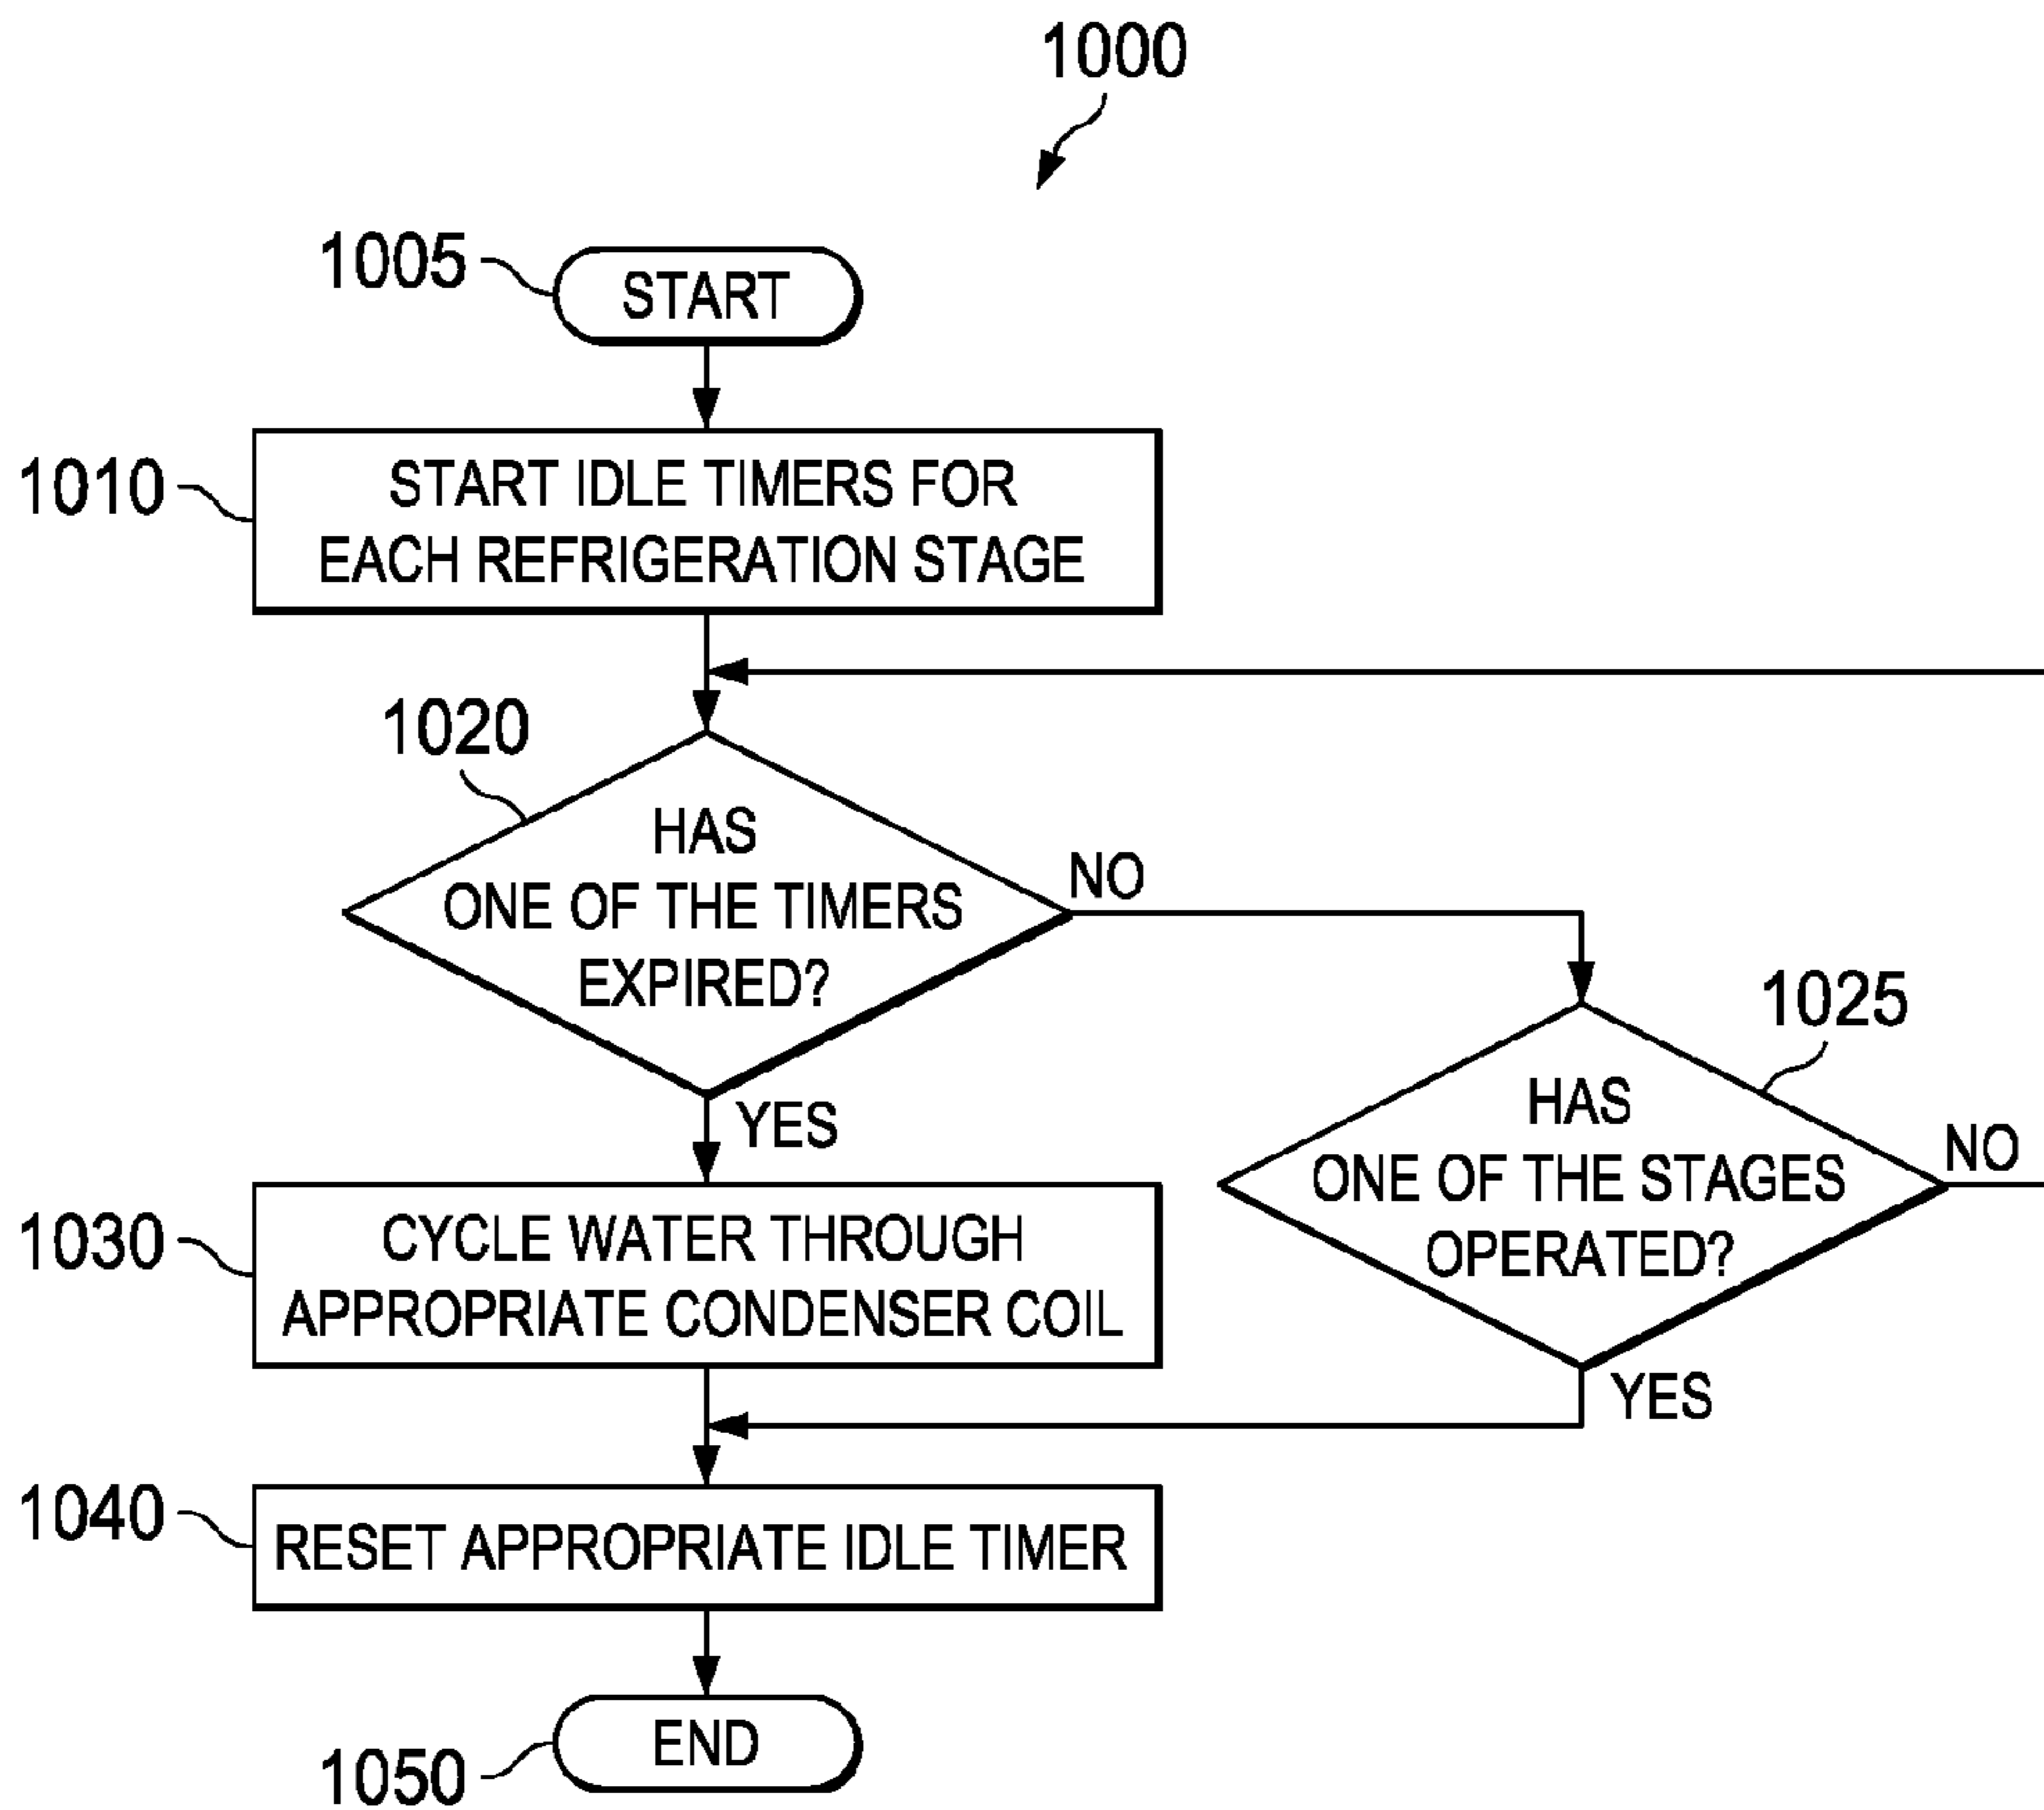 1000
1005
START
1010
START IDLE TIMERS FOR
EACH REFRIGERATION STAGE
1020
HAS
ONE OF THE TIMERS
EXPIRED?
NO
YES
1025
HAS
ONE OF THE STAGES
OPERATED?
NO
YES
1030
CYCLE WATER THROUGH
APPROPRIATE CONDENSER COIL
1040
RESET APPROPRIATE IDLE TIMER
END
1050